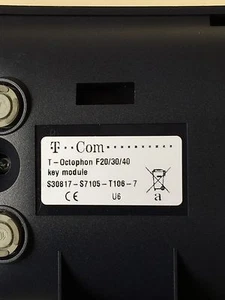 T··Com·············
T-Octophon F20/30/40
key module
S30817-S7105-T106-7
CE U6 a